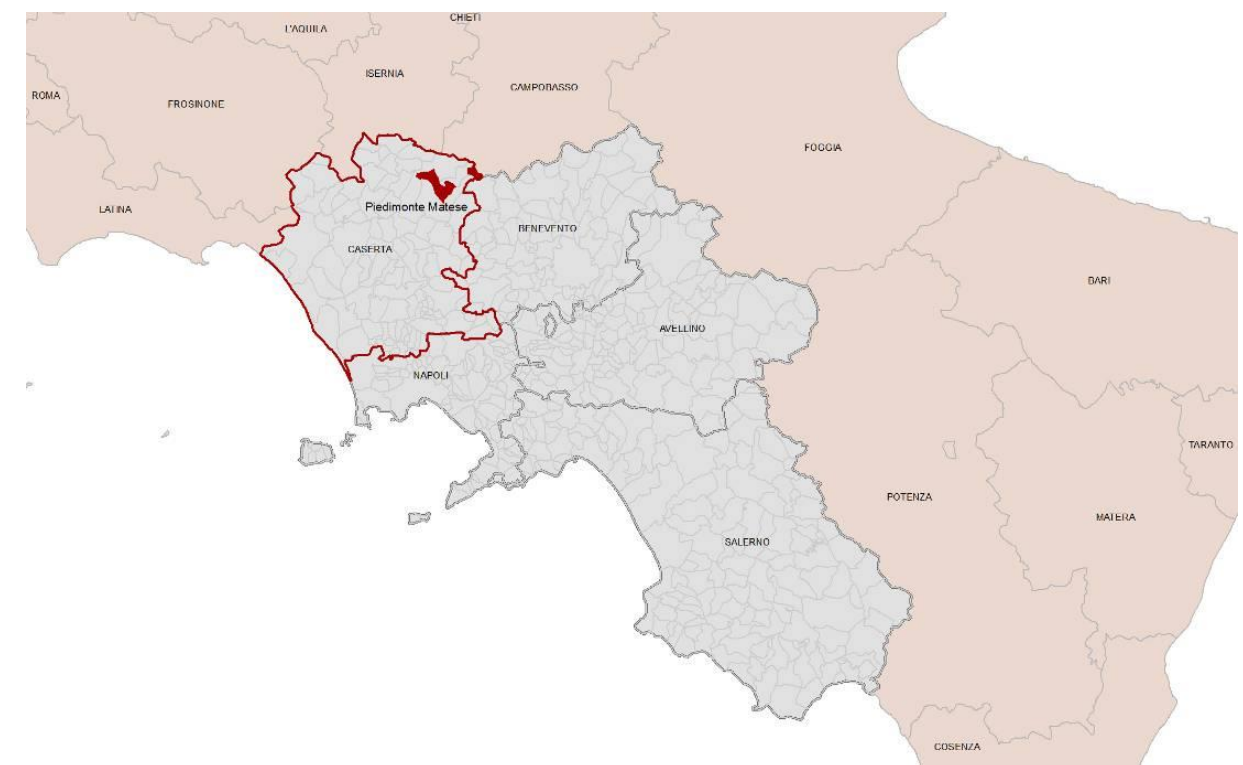 CHIETI
L'AQUILA
ISERNIA
CAMPOBASSO
ROMA
FROSINONE
FOGGIA
LATINA
Piedimonte Matese
BENEVENTO
CASERTA
BARI
AVELLINO
NAPOLI
TARANTO
POTENZA
MATERA
SALERNO
COSENZA